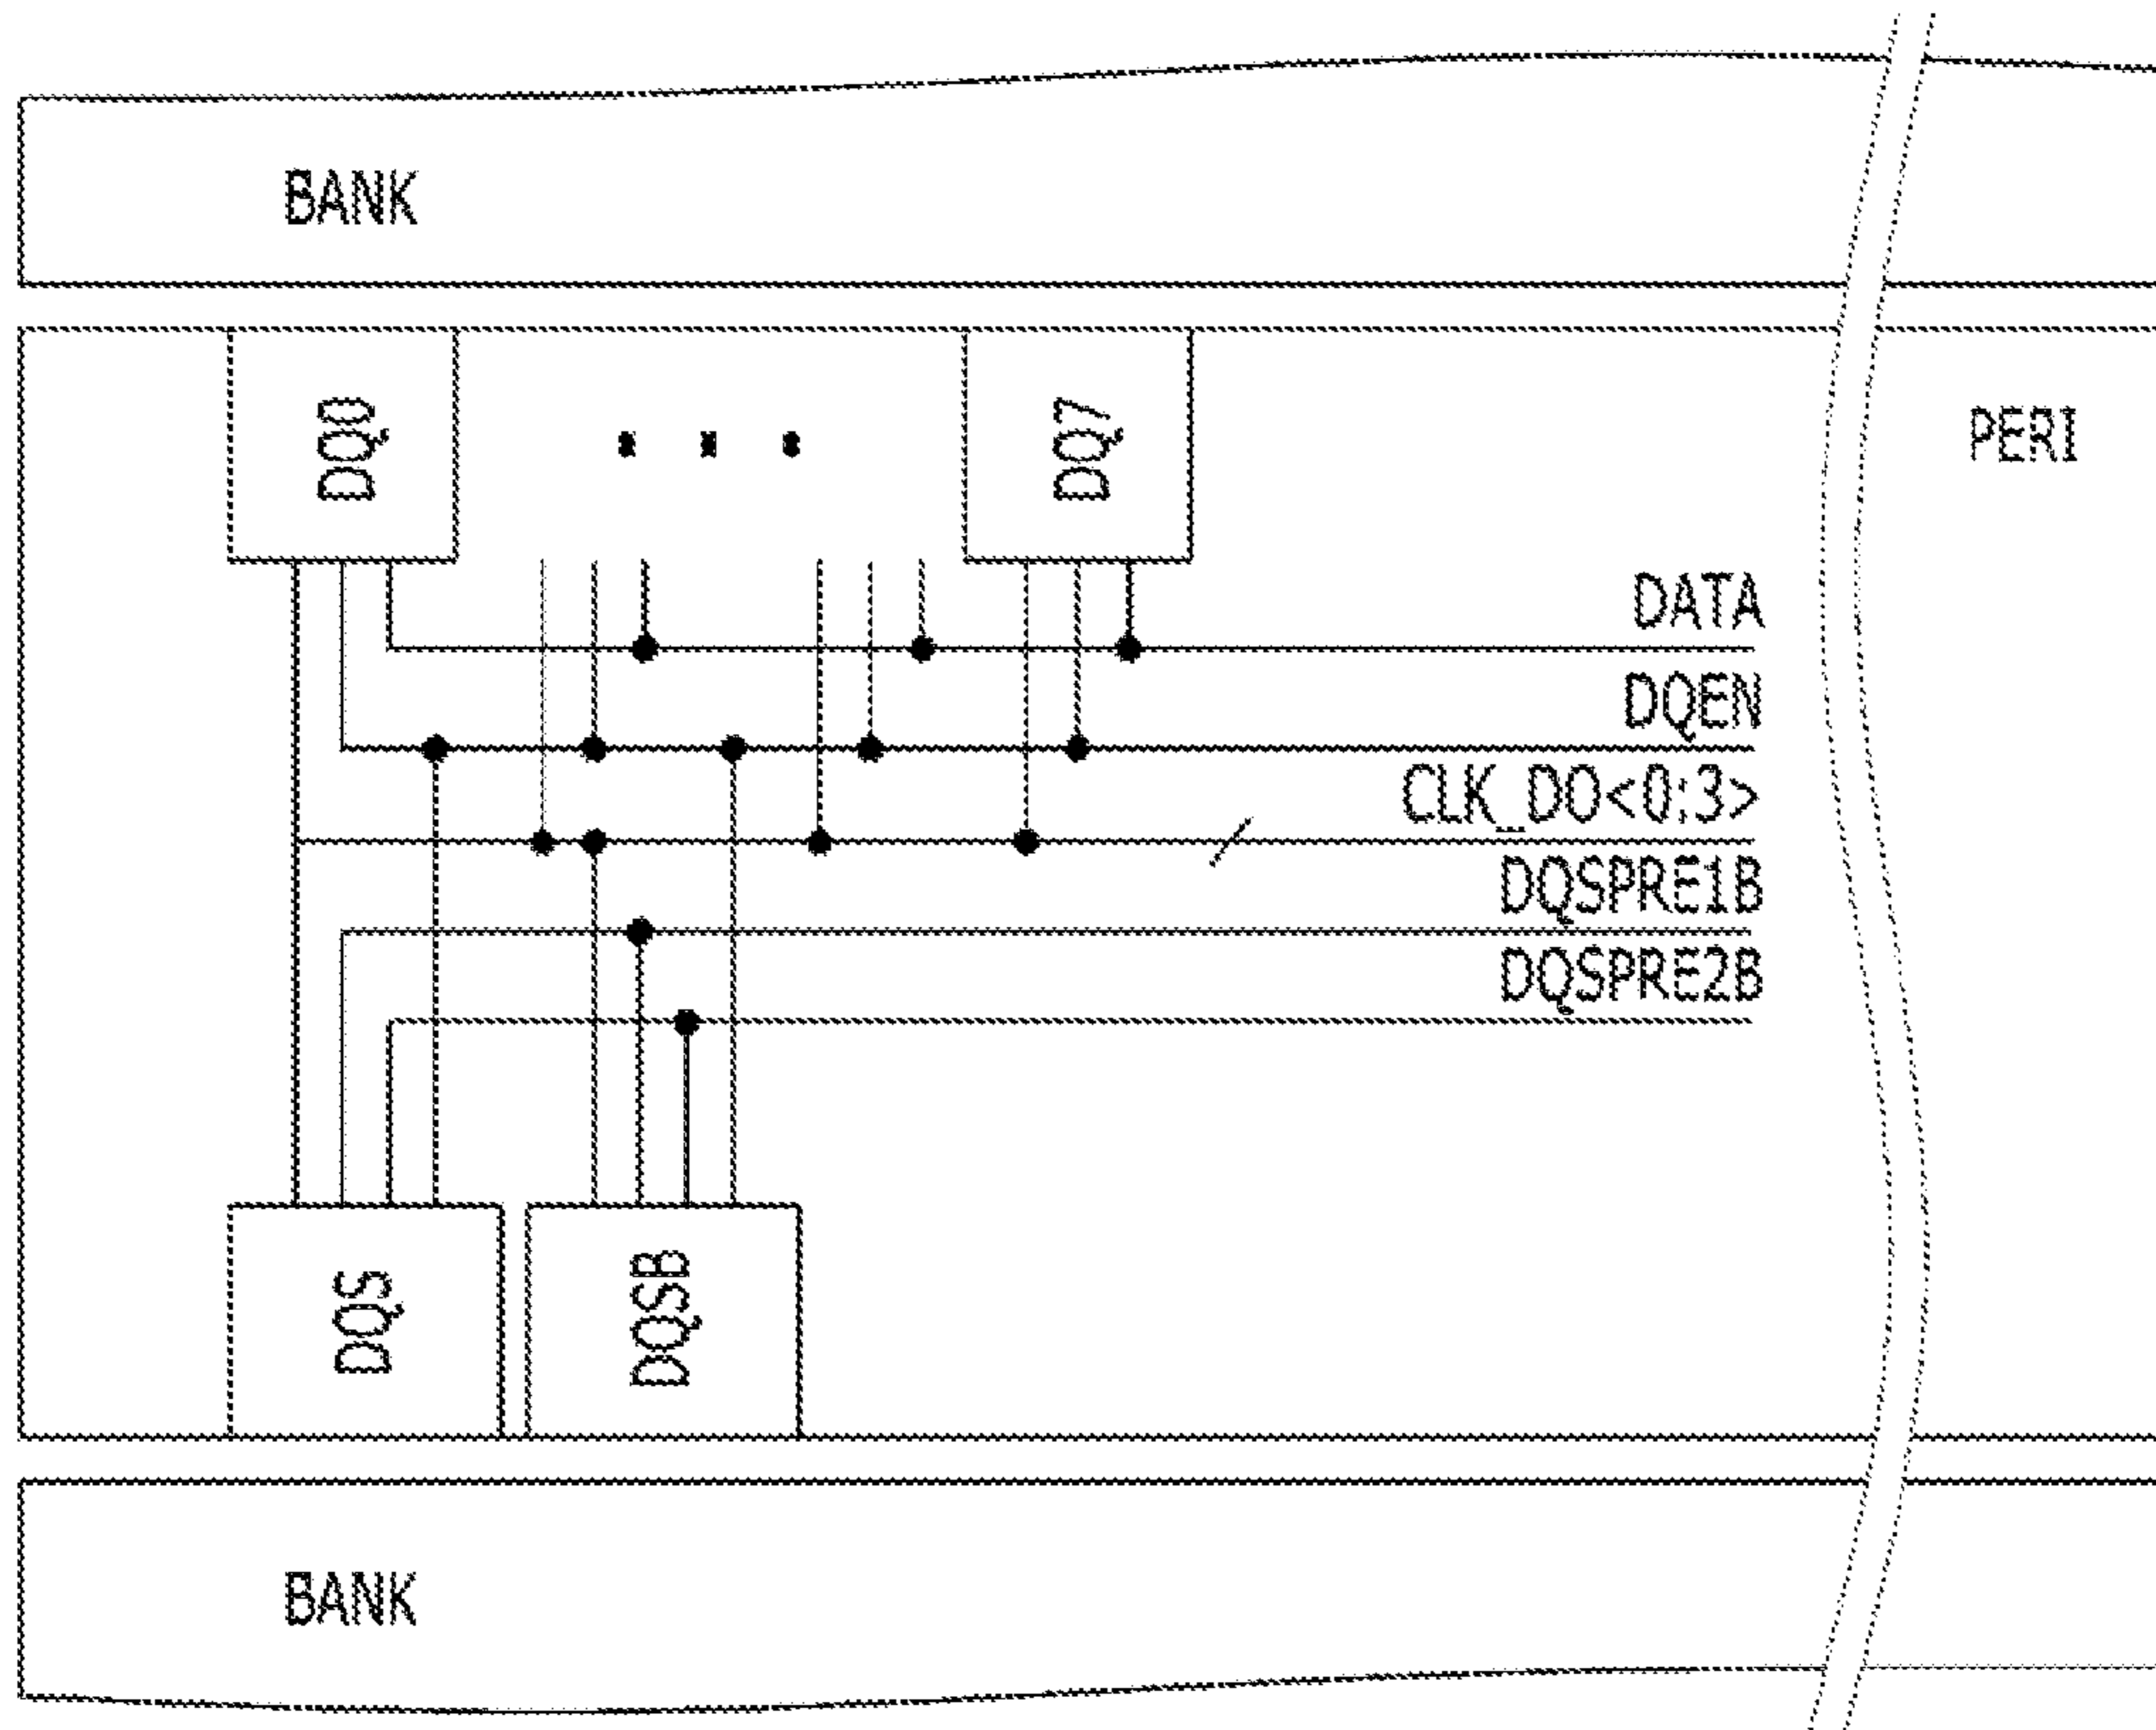 BANK
DQ0
DQ7
PERI
DATA
DQEN
CLK_DO<0:3>
DQSPRE1B
DQSPRE2B
DQS
DQSB
BANK